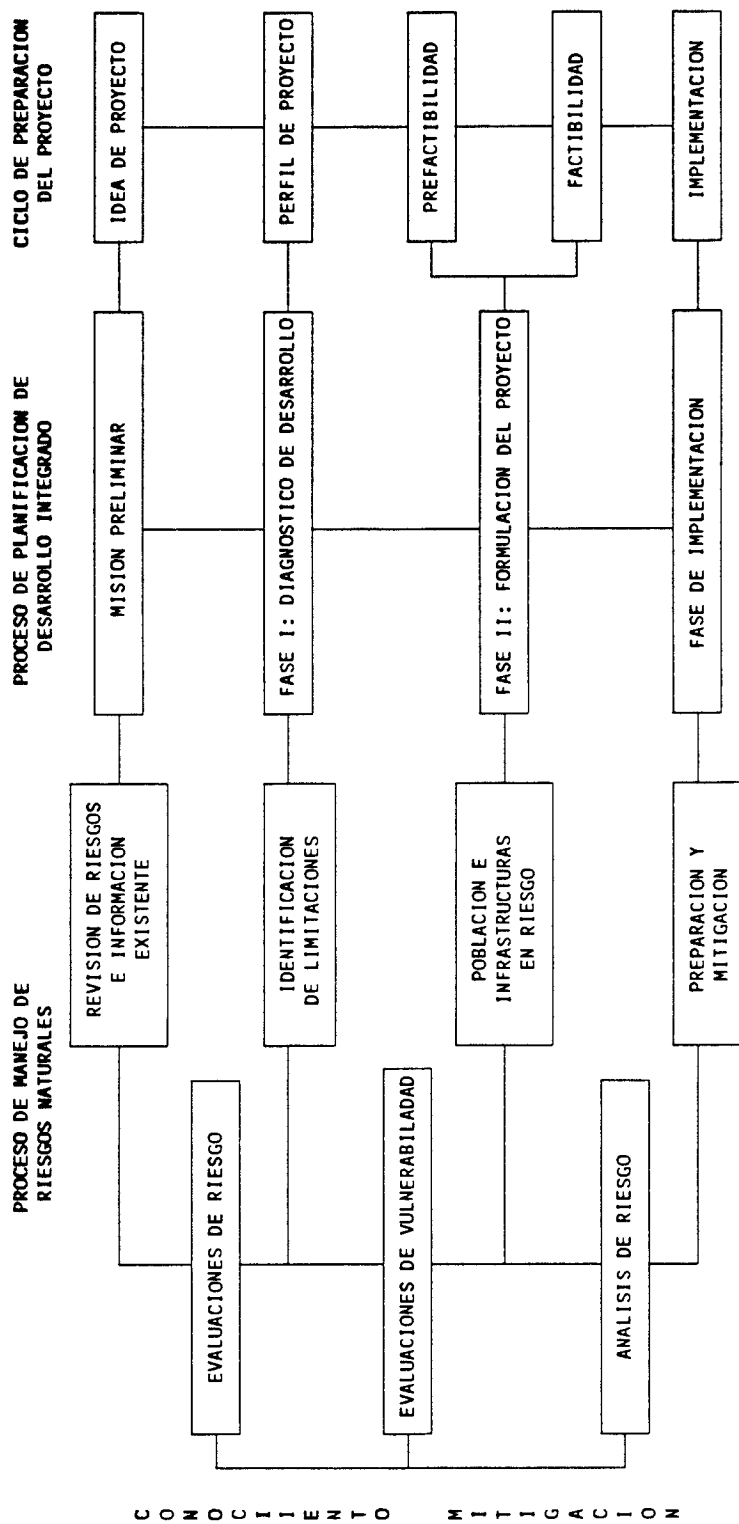 PROCESO DE MANEJO DE
RIESGOS NATURALES
PROCESO DE PLANIFICACION DE
DESARROLLO INTEGRADO
CICLO DE PREPARACION
DEL PROYECTO
C
O
N
O
C
I
I
E
N
T
O
M
I
T
I
G
A
C
I
O
N
EVALUACIONES DE RIESGO
EVALUACIONES DE VULNERABILADAD
ANALISIS DE RIESGO
REVISION DE RIESGOS
E INFORMACION
EXISTENTE
IDENTIFICACION
DE LIMITACIONES
POBLACION E
INFRASTRUCTURAS
EN RIESGO
PREPARACION Y
MITIGACION
MISION PRELIMINAR
FASE I: DIAGNOSTICO DE DESARROLLO
FASE II: FORMULACION DEL PROYECTO
FASE DE IMPLEMENTACION
IDEA DE PROYECTO
PERFIL DE PROYECTO
PREFACTIBILIDAD
FACTIBILIDAD
IMPLEMENTACION